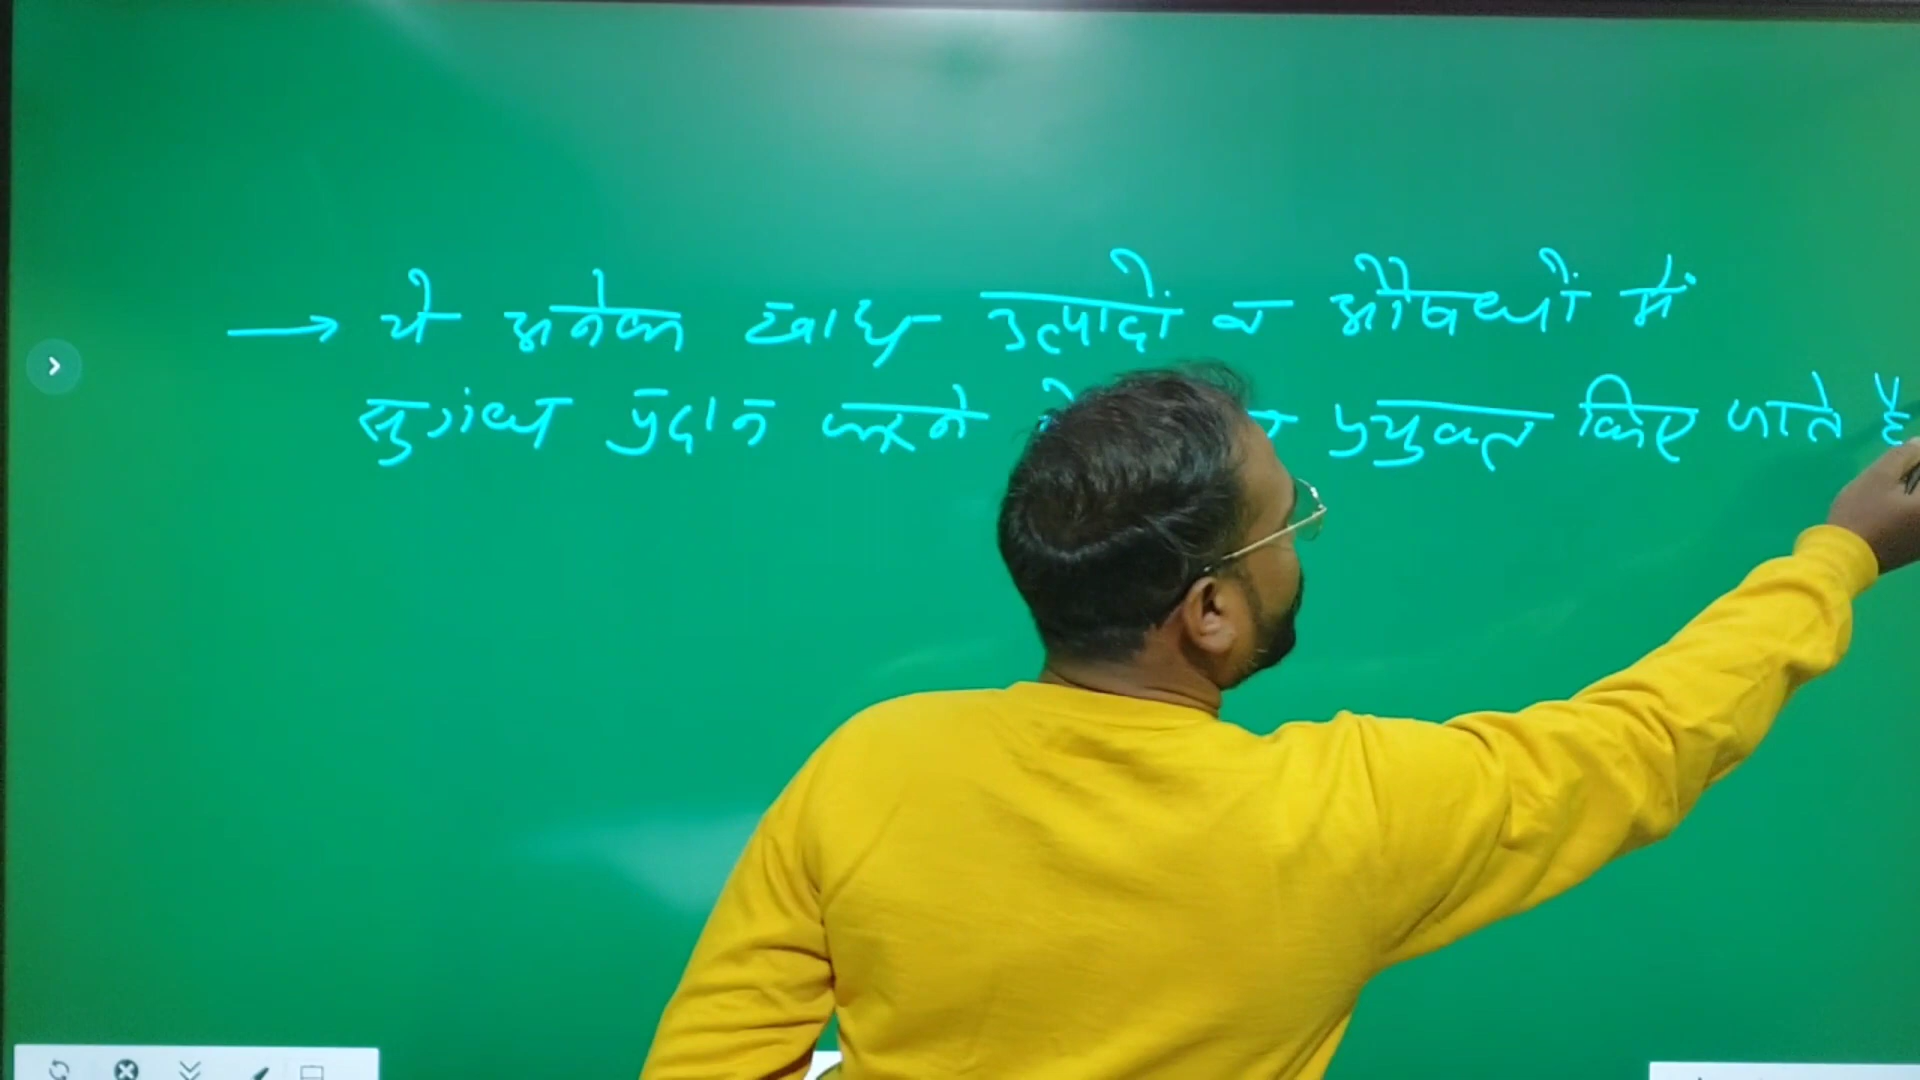 → ये अनेक खाद्य उत्पादों व औषधों में
सुगंध प्रदान करने प्रयुक्त किए जाते हैं